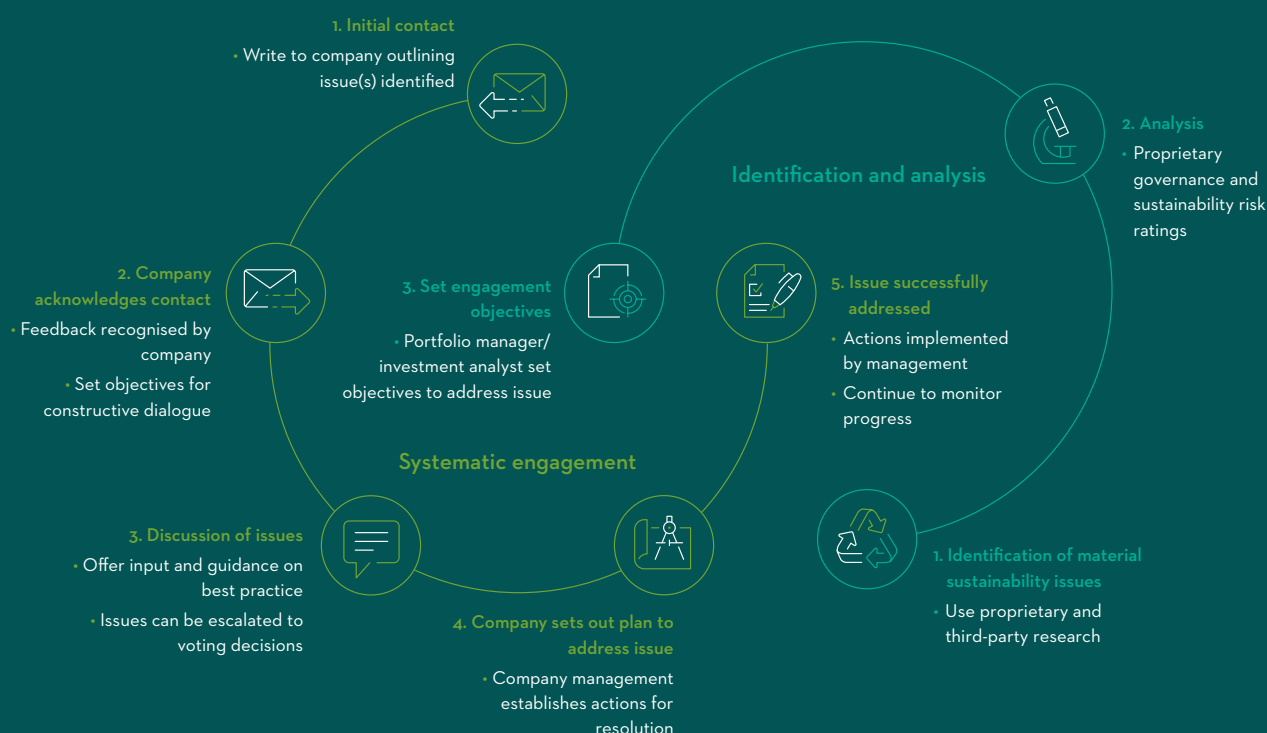 1. Initial contact
• Write to company outlining
issue(s) identified
2. Company
acknowledges contact
• Feedback recognised by
company
• Set objectives for
constructive dialogue
3. Discussion of issues
• Offer input and guidance on
best practice
• Issues can be escalated to
voting decisions
Systematic engagement
4. Company sets out plan to
address issue
• Company management
establishes actions for
resolution
5. Issue successfully
addressed
• Actions implemented
by management
• Continue to monitor
progress
Identification and analysis
1. Identification of material
sustainability issues
• Use proprietary and
third-party research
2. Analysis
• Proprietary
governance and
sustainability risk
ratings
3. Set engagement
objectives
• Portfolio manager/
investment analyst set
objectives to address issue